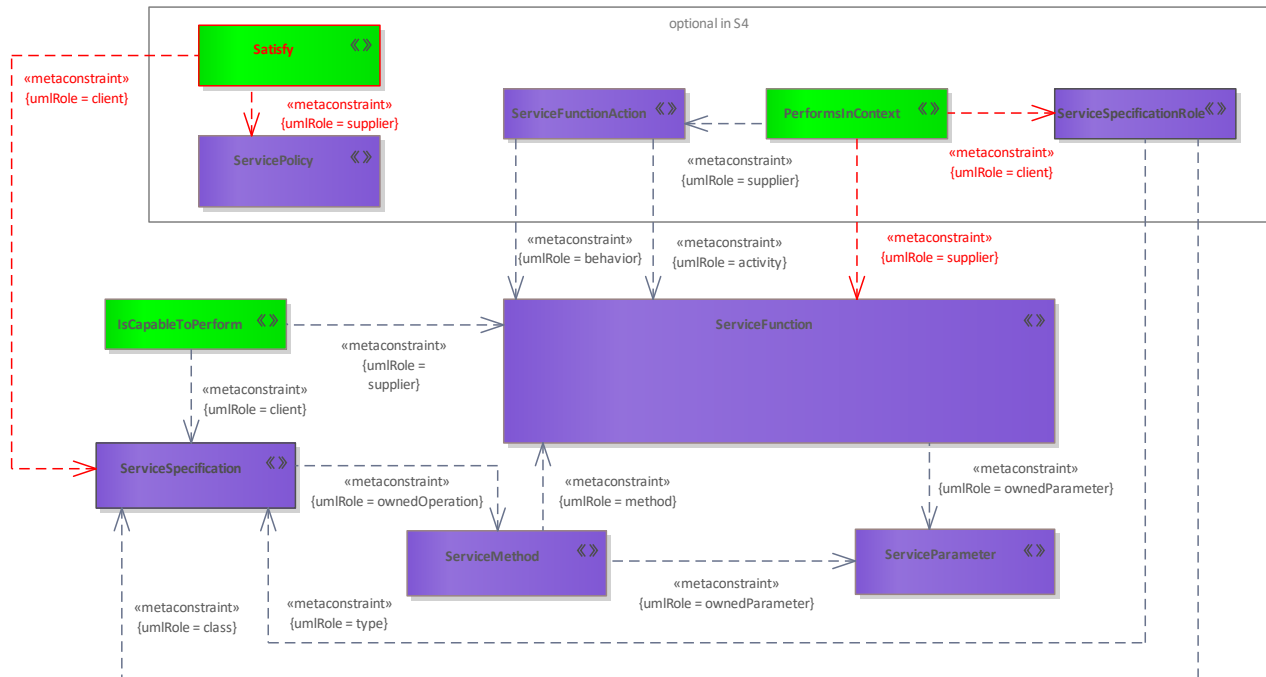 optional in S4
Satisfy
«metaconstraint»
{umlRole = client}
«metaconstraint»
{umlRole = supplier}
ServicePolicy
ServiceFunctionAction
PerformsInContext
ServiceSpecificationRole
«metaconstraint»
{umlRole = supplier}
«metaconstraint»
{umlRole = client}
«metaconstraint»
{umlRole = behavior}
«metaconstraint»
{umlRole = activity}
«metaconstraint»
{umlRole = supplier}
IsCapableToPerform
ServiceFunction
«metaconstraint»
{umlRole =
supplier}
«metaconstraint»
{umlRole = client}
ServiceSpecification
«metaconstraint»
{umlRole = ownedOperation}
«metaconstraint»
{umlRole = method}
«metaconstraint»
{umlRole = ownedParameter}
ServiceMethod
ServiceParameter
«metaconstraint»
{umlRole = ownedParameter}
«metaconstraint»
{umlRole = class}
«metaconstraint»
{umlRole = type}